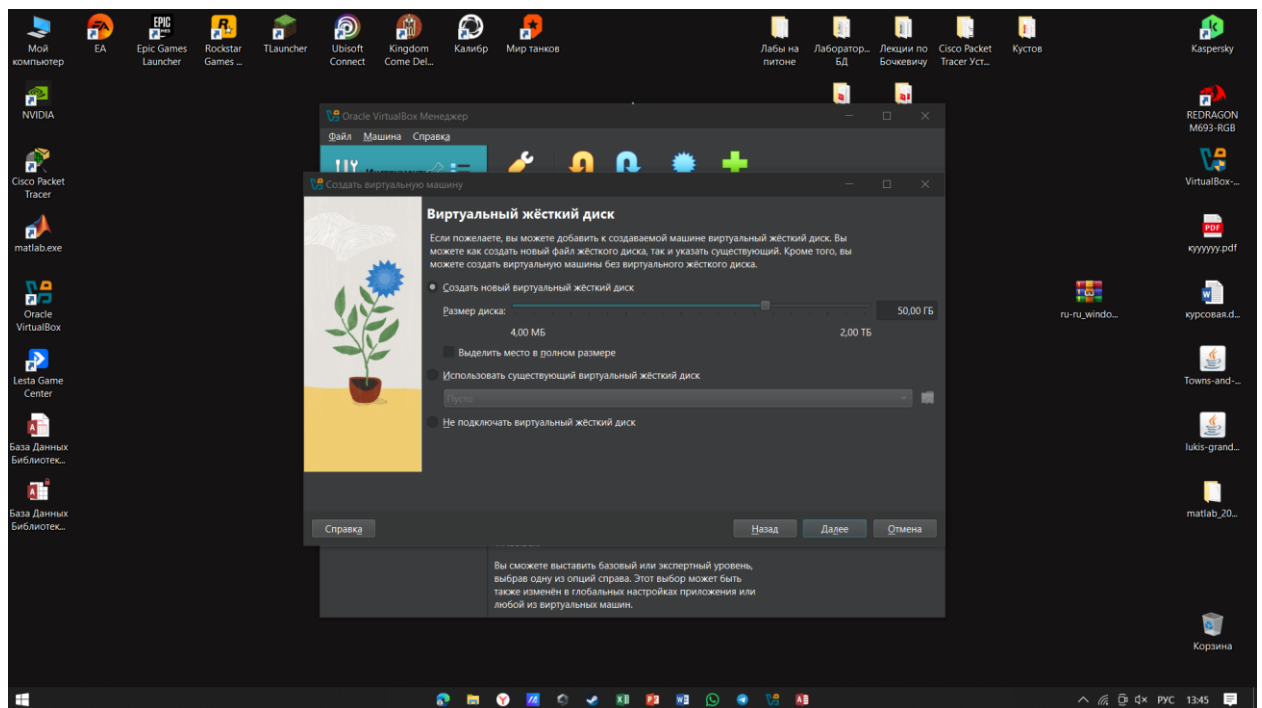 Мой компьютер
EA
Epic Games Launcher
Rockstar Games ...
TLauncher
Ubisoft Connect
Kingdom Come Del...
Калибр
Мир танков
Лабы на питоне
Лаборатор... БД
Лекции по Бочкевичу
Cisco Packet Tracer Уст...
Кустов
Kaspersky
NVIDIA
REDRAGON M693-RGB
Cisco Packet Tracer
VirtualBox-...
matlab.exe
куууууу.pdf
Oracle VirtualBox
ru-ru_windo...
курсовая.d...
Lesta Game Center
Towns-and-...
База Данных Библиотек...
lukis-grand...
База Данных Библиотек...
matlab_20...
Корзина
Oracle VirtualBox Менеджер
Файл Машина Справка
Создать виртуальную машину
Виртуальный жёсткий диск
Если пожелаете, вы можете добавить к создаваемой машине виртуальный жёсткий диск. Вы
можете как создать новый файл жёсткого диска, так и указать существующий. Кроме того, вы
можете создать виртуальную машины без виртуального жёсткого диска.
Создать новый виртуальный жёсткий диск
Размер диска:
50,00 ГБ
4,00 МБ 2,00 ТБ
Выделить место в полном размере
Использовать существующий виртуальный жёсткий диск
Пусто
Не подключать виртуальный жёсткий диск
Справка Назад Далее Отмена
Вы сможете выставить базовый или экспертный уровень,
выбрав одну из опций справа. Этот выбор может быть
также изменён в глобальных настройках приложения или
любой из виртуальных машин.
РУС 13:45